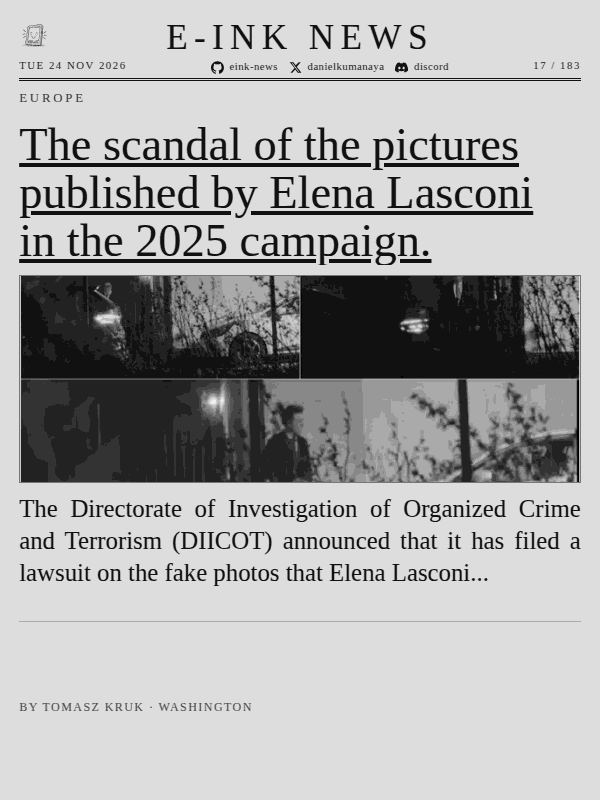 E-INK NEWS
TUE 24 NOV 2026
eink-news danielkumanaya discord
17 / 183
EUROPE
The scandal of the pictures
published by Elena Lasconi
in the 2025 campaign.
The Directorate of Investigation of Organized Crime
and Terrorism (DIICOT) announced that it has filed a
lawsuit on the fake photos that Elena Lasconi...
BY TOMASZ KRUK · WASHINGTON